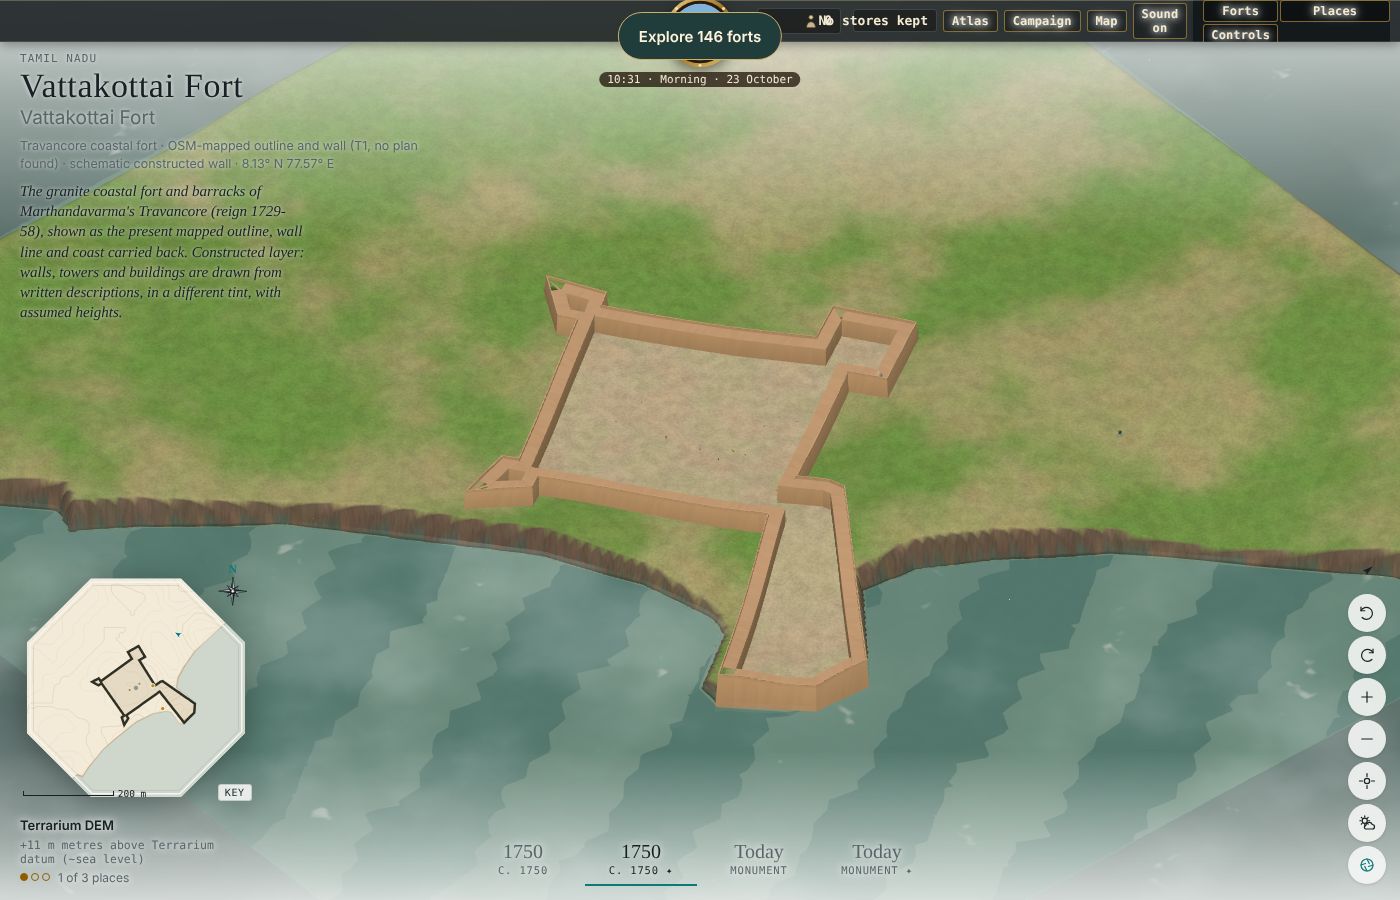 Explore 146 forts
stores kept
Atlas
Campaign
Map
Sound on
Forts
Places
Controls
10:31 · Morning · 23 October
TAMIL NADU
Vattakottai Fort
Vattakottai Fort
Travancore coastal fort · OSM-mapped outline and wall (T1, no plan
found) · schematic constructed wall · 8.13° N 77.57° E
The granite coastal fort and barracks of
Marthandavarma's Travancore (reign 1729-
58), shown as the present mapped outline, wall
line and coast carried back. Constructed layer:
walls, towers and buildings are drawn from
written descriptions, in a different tint, with
assumed heights.
N
200 m
KEY
Terrarium DEM
+11 m metres above Terrarium
datum (~sea level)
1 of 3 places
1750
C. 1750
1750
C. 1750 ✦
Today
MONUMENT
Today
MONUMENT ✦